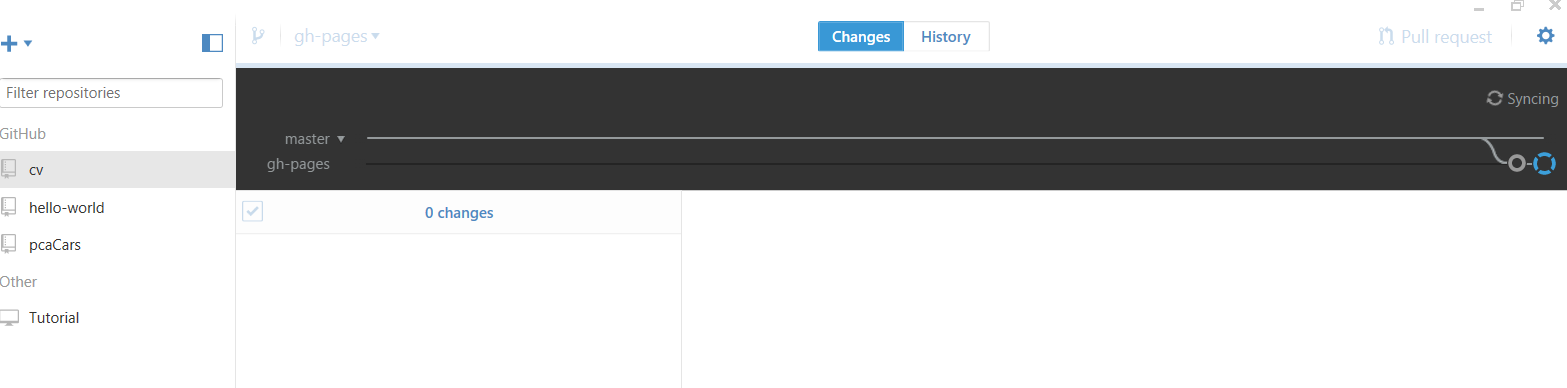 gh-pages
Changes
History
Pull request
Filter repositories
GitHub
cv
hello-world
pcaCars
Other
Tutorial
Syncing
master
gh-pages
0 changes